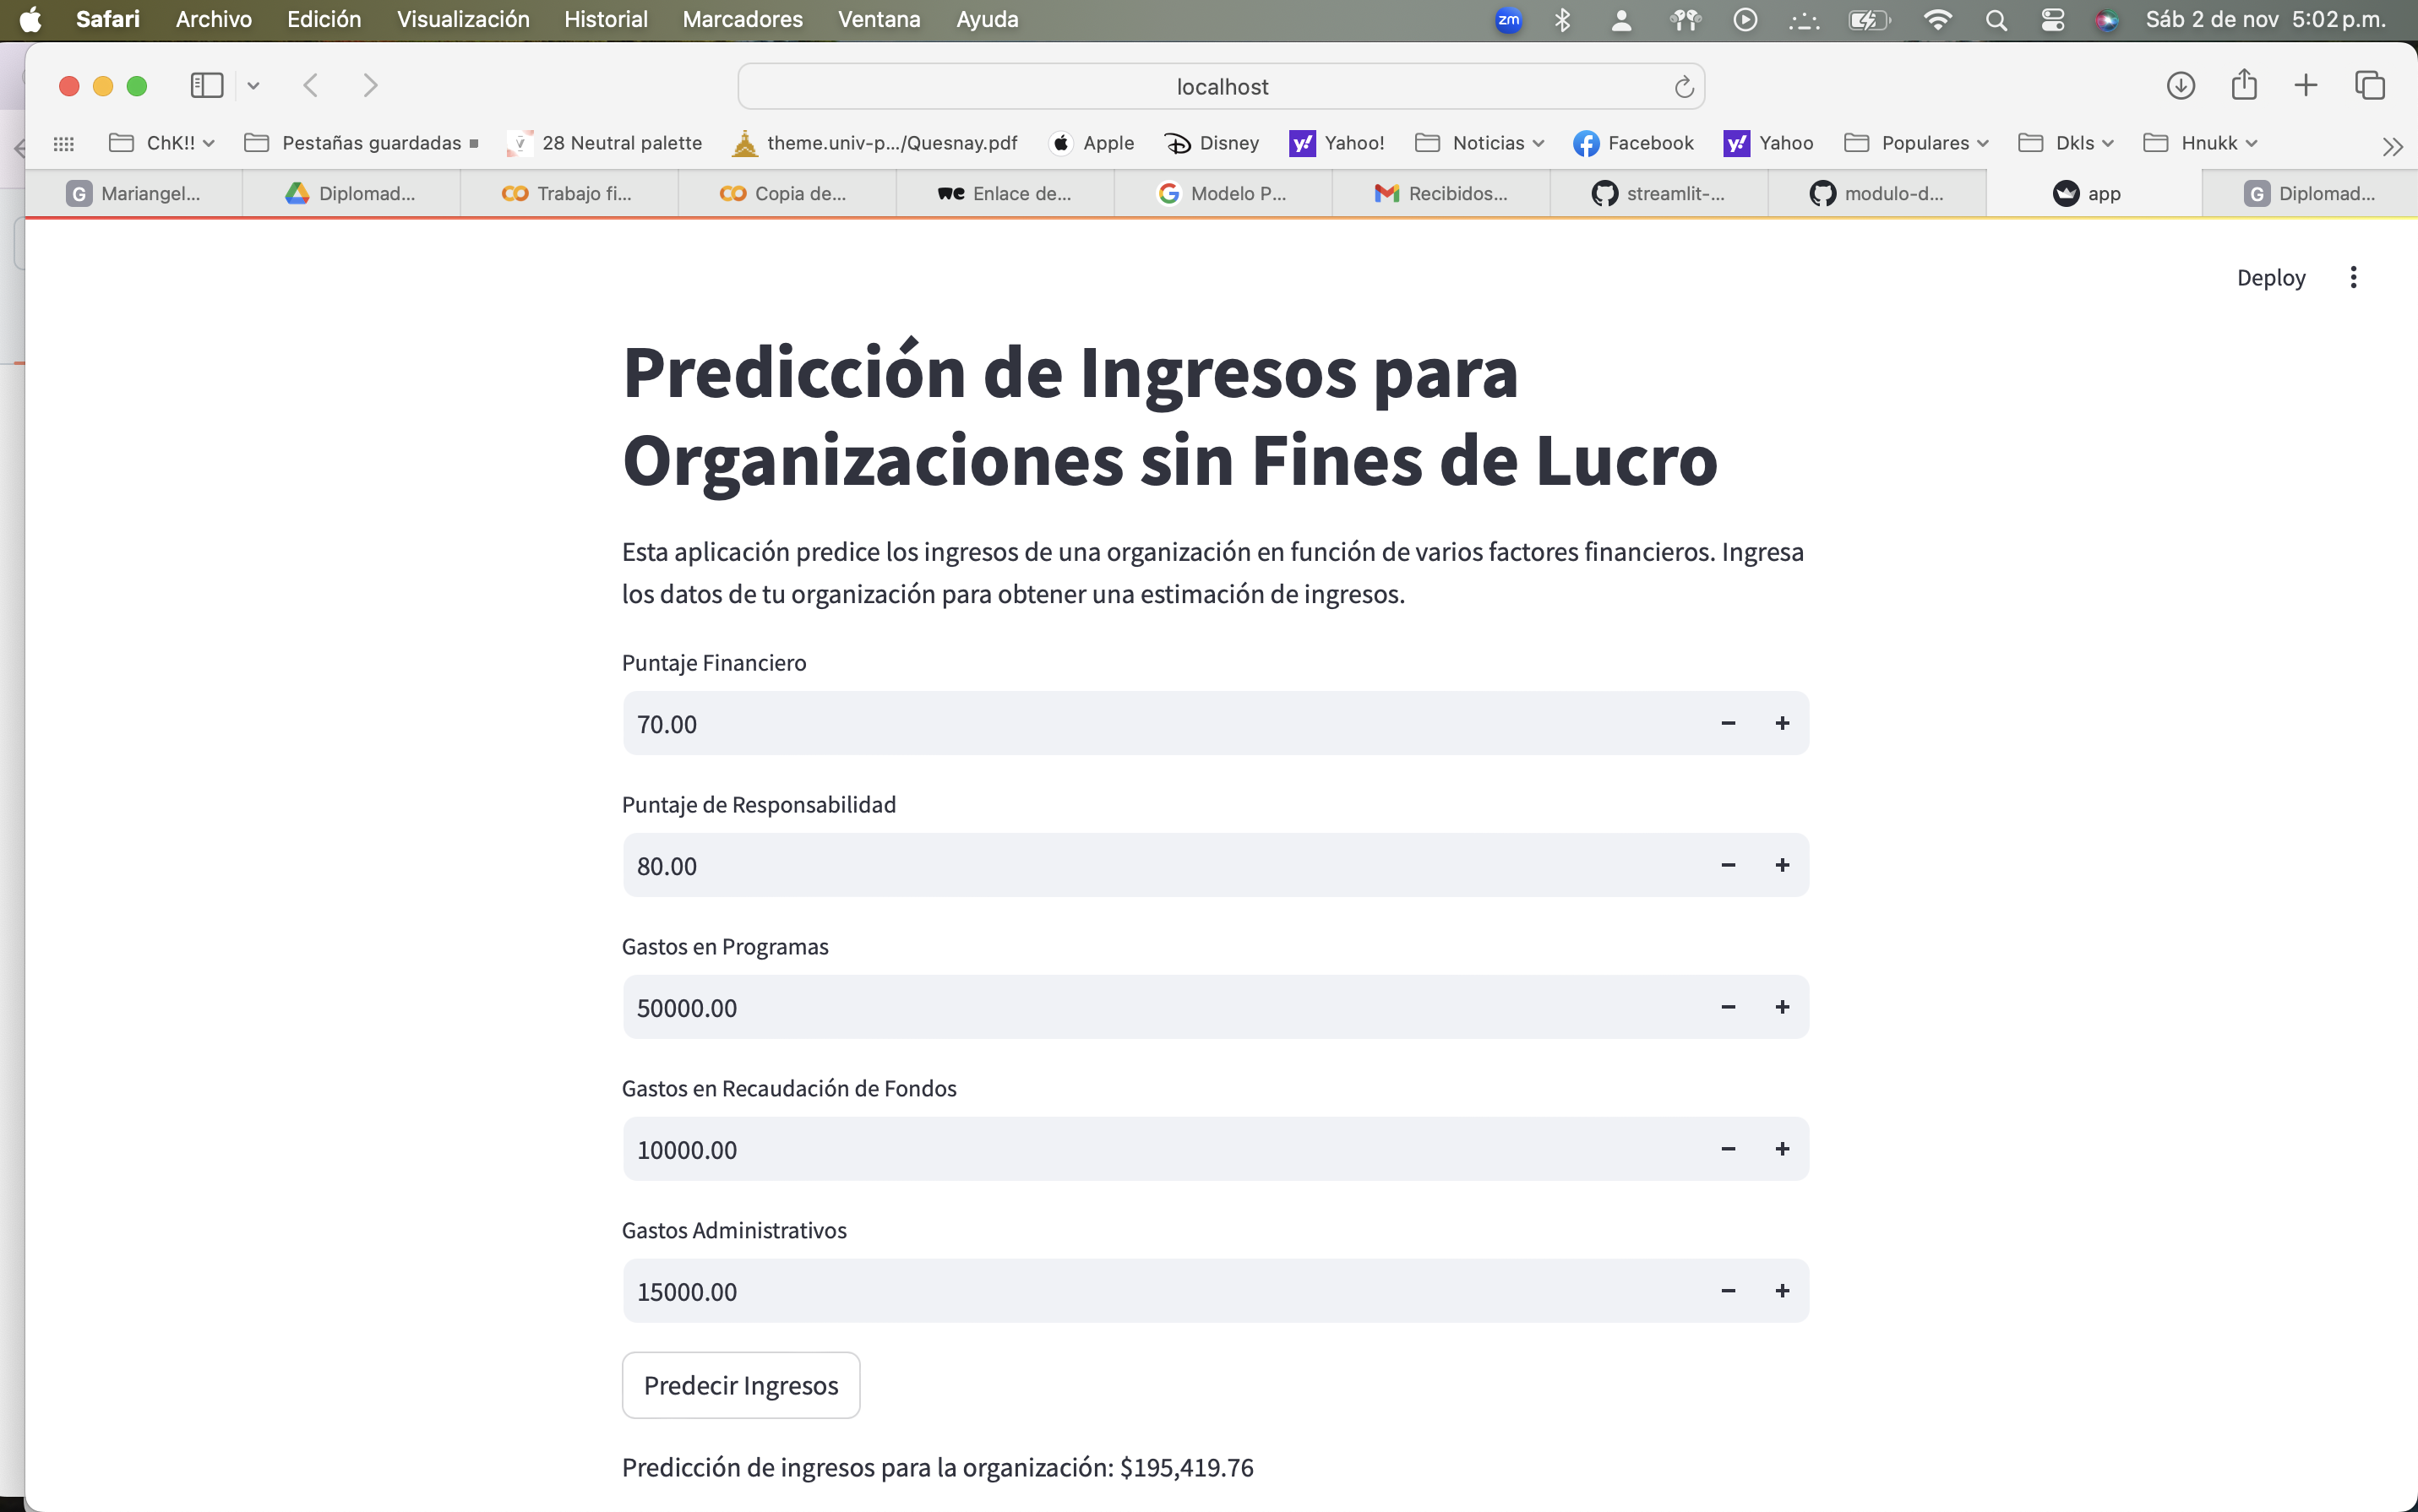 Safari Archivo Edición Visualización Historial Marcadores Ventana Ayuda zm Sáb 2 de nov 5:02 p.m.
localhost
ChK!! Pestañas guardadas 28 Neutral palette theme.univ-p.../Quesnay.pdf Apple Disney Yahoo! Noticias Facebook Yahoo Populares Dkls Hnukk
G Mariangel... Diplomad... Trabajo fi... Copia de... Enlace de... Modelo P... Recibidos... streamlit-... modulo-d... app G Diplomad...
Deploy
Predicción de Ingresos para
Organizaciones sin Fines de Lucro
Esta aplicación predice los ingresos de una organización en función de varios factores financieros. Ingresa
los datos de tu organización para obtener una estimación de ingresos.
Puntaje Financiero
70.00
Puntaje de Responsabilidad
80.00
Gastos en Programas
50000.00
Gastos en Recaudación de Fondos
10000.00
Gastos Administrativos
15000.00
Predecir Ingresos
Predicción de ingresos para la organización: $195,419.76